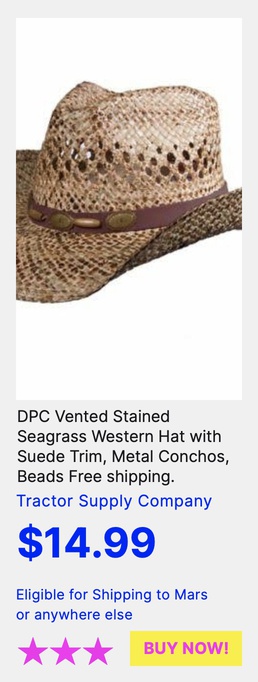 DPC Vented Stained
Seagrass Western Hat with
Suede Trim, Metal Conchos,
Beads Free shipping.
Tractor Supply Company
$14.99
Eligible for Shipping to Mars
or anywhere else
BUY NOW!